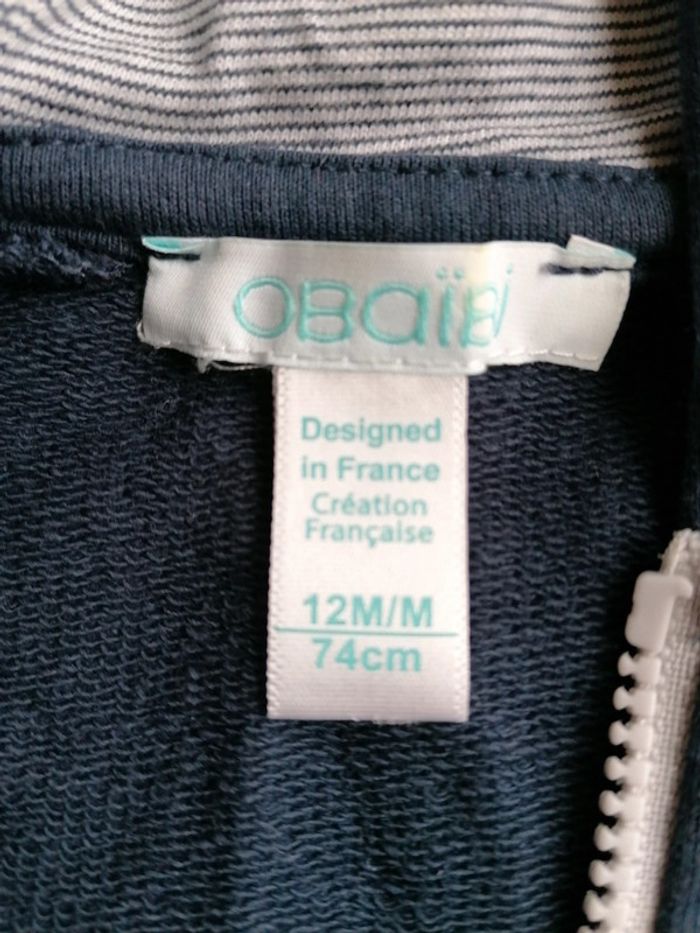 OBaïBi
Designed
in France
Création
Française
12M/M
74cm